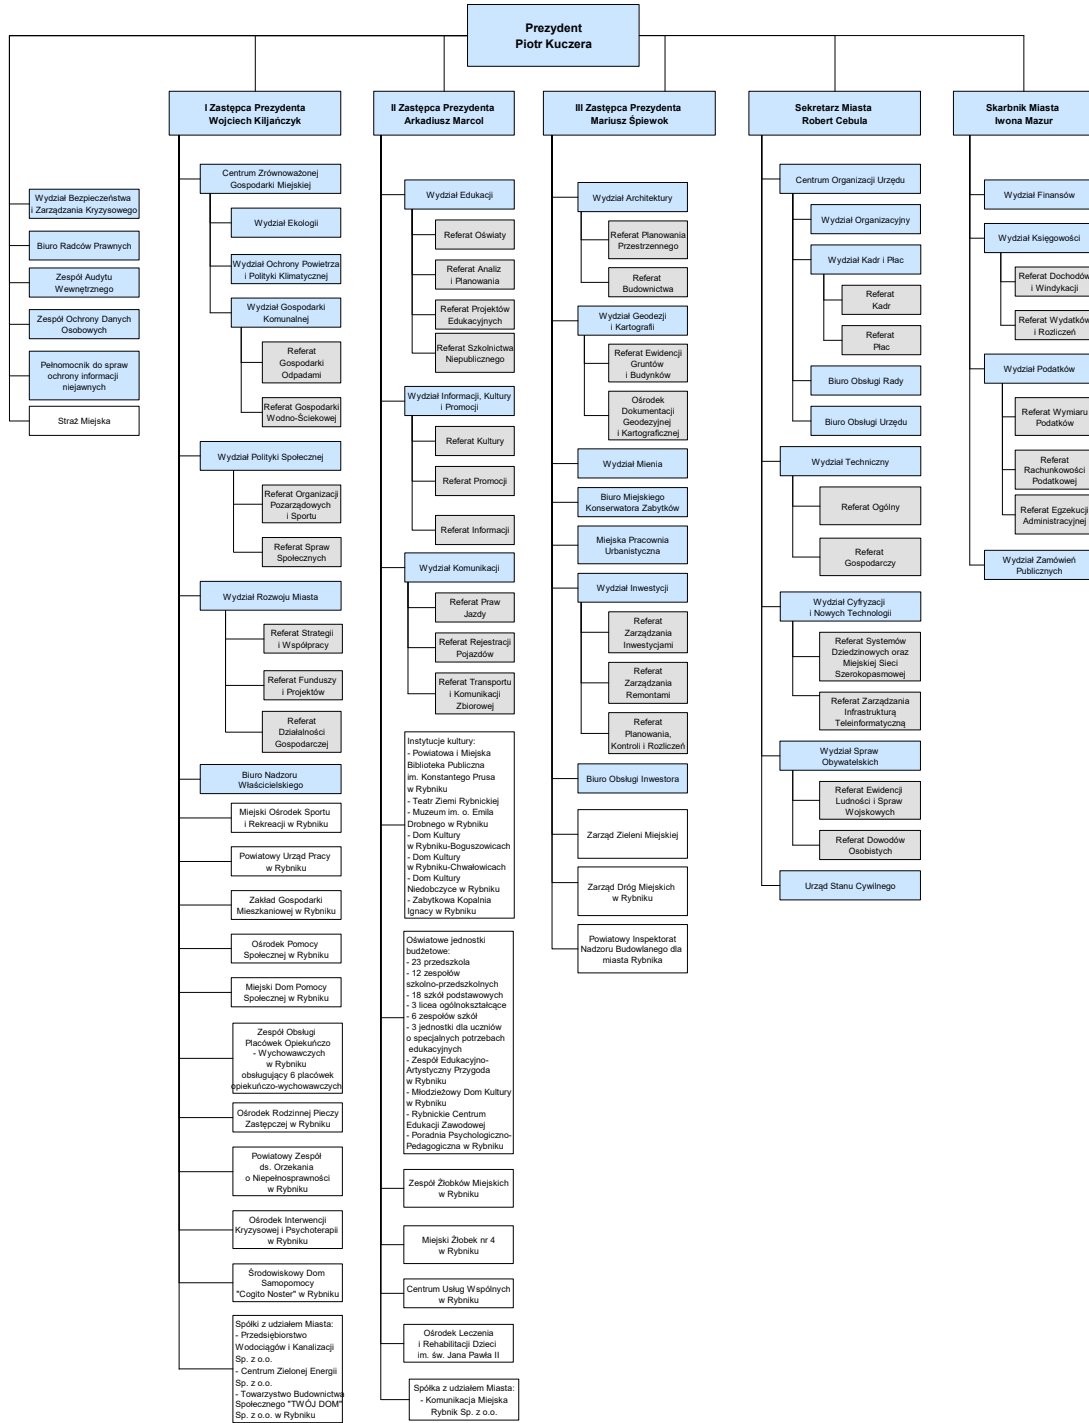 Prezydent
Piotr Kuczera
I Zastępca Prezydenta
Wojciech Kiljańczyk
II Zastępca Prezydenta
Arkadiusz Marcol
III Zastępca Prezydenta
Mariusz Śpiewok
Sekretarz Miasta
Robert Cebula
Skarbnik Miasta
Iwona Mazur
Wydział Bezpieczeństwa
i Zarządzania Kryzysowego
Biuro Radców Prawnych
Zespół Audytu
Wewnętrznego
Zespół Ochrony Danych
Osobowych
Pełnomocnik do spraw
ochrony informacji
niejawnych
Straż Miejska
Centrum Zrównoważonej
Gospodarki Miejskiej
Wydział Ekologii
Wydział Ochrony Powietrza
i Polityki Klimatycznej
Wydział Gospodarki
Komunalnej
Referat
Gospodarki
Odpadami
Referat Gospodarki
Wodno-Ściekowej
Wydział Polityki Społecznej
Referat Organizacji
Pozarządowych
i Sportu
Referat Spraw
Społecznych
Wydział Rozwoju Miasta
Referat Strategii
i Współpracy
Referat Funduszy
i Projektów
Referat
Działalności
Gospodarczej
Biuro Nadzoru
Właścicielskiego
Miejski Ośrodek Sportu
i Rekreacji w Rybniku
Powiatowy Urząd Pracy
w Rybniku
Zakład Gospodarki
Mieszkaniowej w Rybniku
Ośrodek Pomocy
Społecznej w Rybniku
Miejski Dom Pomocy
Społecznej w Rybniku
Zespół Obsługi
Placówek Opiekuńczo
- Wychowawczych
w Rybniku
obsługujący 6 placówek
opiekuńczo-wychowawczych
Ośrodek Rodzinnej Pieczy
Zastępczej w Rybniku
Powiatowy Zespół
ds. Orzekania
o Niepełnosprawności
w Rybniku
Ośrodek Interwencji
Kryzysowej i Psychoterapii
w Rybniku
Środowiskowy Dom
Samopomocy
"Cogito Noster" w Rybniku
Spółki z udziałem Miasta:
- Przedsiębiorstwo
Wodociągów i Kanalizacji
Sp. z o.o.
- Centrum Zielonej Energii
Sp. z o.o.
- Towarzystwo Budownictwa
Społecznego "TWÓJ DOM"
Sp. z o.o. w Rybniku
Wydział Edukacji
Referat Oświaty
Referat Analiz
i Planowania
Referat Projektów
Edukacyjnych
Referat Szkolnictwa
Niepublicznego
Wydział Informacji, Kultury
i Promocji
Referat Kultury
Referat Promocji
Referat Informacji
Wydział Komunikacji
Referat Praw
Jazdy
Referat Rejestracji
Pojazdów
Referat Transportu
i Komunikacji
Zbiorowej
Instytucje kultury:
- Powiatowa i Miejska
Biblioteka Publiczna
im. Konstantego Prusa
w Rybniku
- Teatr Ziemi Rybnickiej
- Muzeum im. o. Emila
Drobnego w Rybniku
- Dom Kultury
w Rybniku-Boguszowicach
- Dom Kultury
w Rybniku-Chwałowicach
- Dom Kultury
Niedobczyce w Rybniku
- Zabytkowa Kopalnia
Ignacy w Rybniku
Oświatowe jednostki
budżetowe:
- 23 przedszkola
- 12 zespołów
szkolno-przedszkolnych
- 18 szkół podstawowych
- 3 licea ogólnokształcące
- 6 zespołów szkół
- 3 jednostki dla uczniów
o specjalnych potrzebach
edukacyjnych
- Zespół Edukacyjno-
Artystyczny Przygoda
w Rybniku
- Młodzieżowy Dom Kultury
w Rybniku
- Rybnickie Centrum
Edukacji Zawodowej
- Poradnia Psychologiczno-
Pedagogiczna w Rybniku
Zespół Żłobków Miejskich
w Rybniku
Miejski Żłobek nr 4
w Rybniku
Centrum Usług Wspólnych
w Rybniku
Ośrodek Leczenia
i Rehabilitacji Dzieci
im. św. Jana Pawła II
Spółka z udziałem Miasta:
- Komunikacja Miejska
Rybnik Sp. z o.o.
Wydział Architektury
Referat Planowania
Przestrzennego
Referat
Budownictwa
Wydział Geodezji
i Kartografii
Referat Ewidencji
Gruntów
i Budynków
Ośrodek
Dokumentacji
Geodezyjnej
i Kartograficznej
Wydział Mienia
Biuro Miejskiego
Konserwatora Zabytków
Miejska Pracownia
Urbanistyczna
Wydział Inwestycji
Referat
Zarządzania
Inwestycjami
Referat
Zarządzania
Remontami
Referat
Planowania,
Kontroli i Rozliczeń
Biuro Obsługi Inwestora
Zarząd Zieleni Miejskiej
Zarząd Dróg Miejskich
w Rybniku
Powiatowy Inspektorat
Nadzoru Budowlanego dla
miasta Rybnika
Centrum Organizacji Urzędu
Wydział Organizacyjny
Wydział Kadr i Płac
Referat
Kadr
Referat
Płac
Biuro Obsługi Rady
Biuro Obsługi Urzędu
Wydział Techniczny
Referat Ogólny
Referat
Gospodarczy
Wydział Cyfryzacji
i Nowych Technologii
Referat Systemów
Dziedzinowych oraz
Miejskiej Sieci
Szerokopasmowej
Referat Zarządzania
Infrastrukturą
Teleinformatyczną
Wydział Spraw
Obywatelskich
Referat Ewidencji
Ludności i Spraw
Wojskowych
Referat Dowodów
Osobistych
Urząd Stanu Cywilnego
Wydział Finansów
Wydział Księgowości
Referat Dochodów
i Windykacji
Referat Wydatków
i Rozliczeń
Wydział Podatków
Referat Wymiaru
Podatków
Referat
Rachunkowości
Podatkowej
Referat Egzekucji
Administracyjnej
Wydział Zamówień
Publicznych